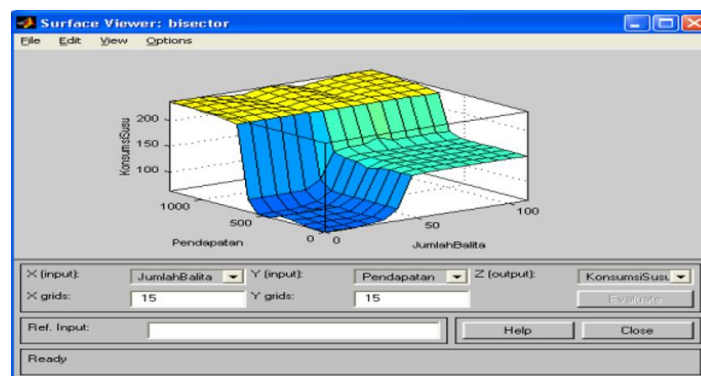 Surface Viewer: bisector
File Edit View Options
200
150
100
KonsumsiSusu
1000
500
0
Pendapatan
0
50
100
JumlahBalita
X (input): JumlahBalita Y (input): Pendapatan Z (output): KonsumsiSusu
X grids: 15 Y grids: 15 Evaluate
Ref. Input: Help Close
Ready